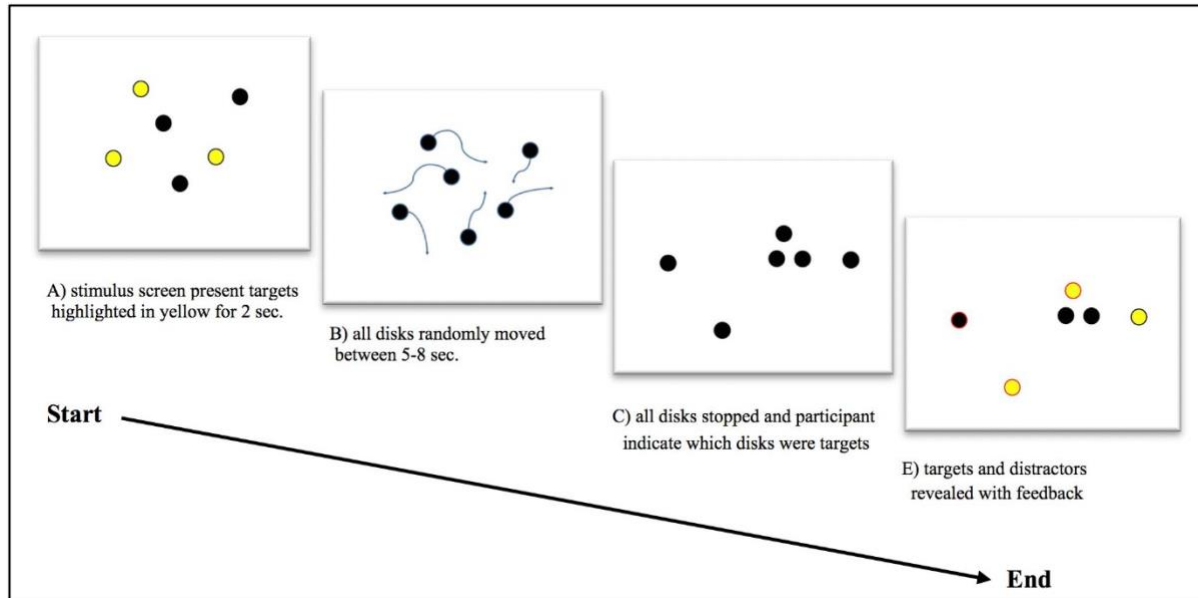 A) stimulus screen present targets
highlighted in yellow for 2 sec.
B) all disks randomly moved
between 5-8 sec.
C) all disks stopped and participant
indicate which disks were targets
E) targets and distractors
revealed with feedback
Start
End